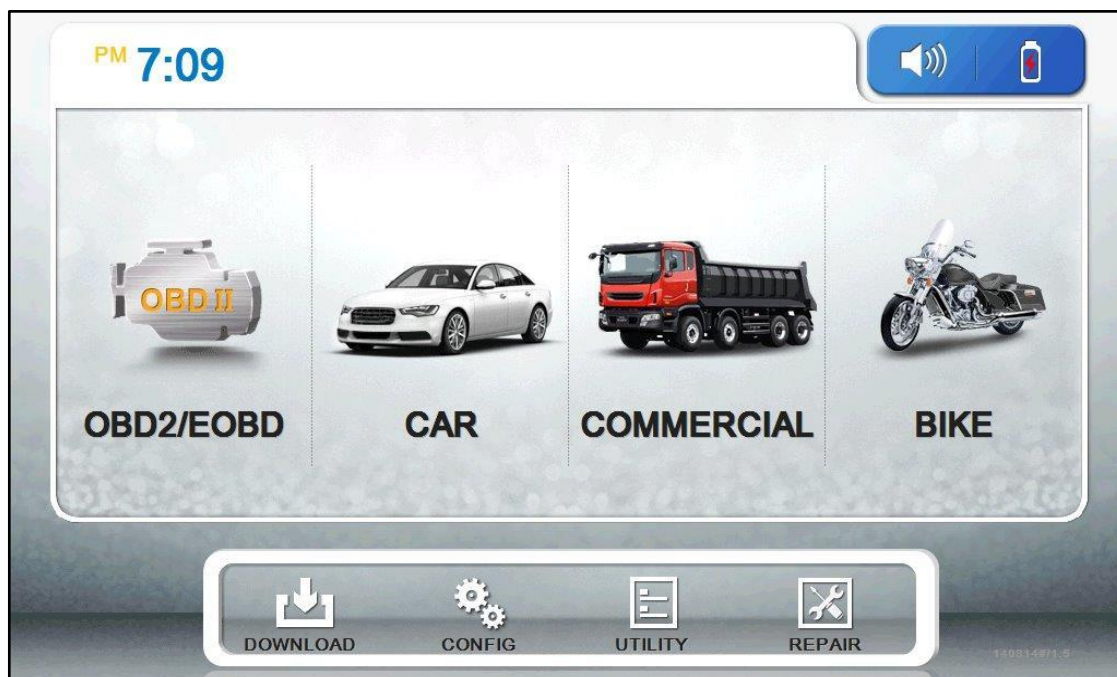 PM 7:09
OBD II
OBD2/EOBD
CAR
COMMERCIAL
BIKE
DOWNLOAD
CONFIG
UTILITY
REPAIR